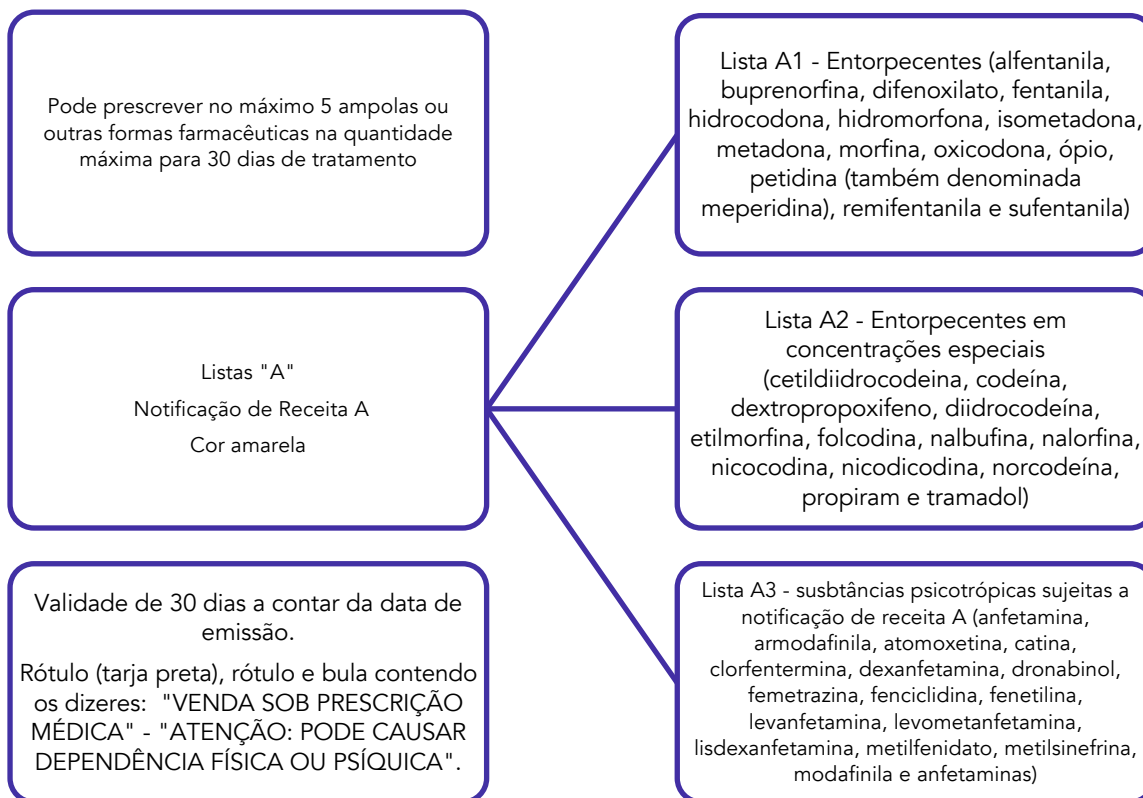 Pode prescrever no máximo 5 ampolas ou
outras formas farmacêuticas na quantidade
máxima para 30 dias de tratamento
Listas "A"
Notificação de Receita A
Cor amarela
Validade de 30 dias a contar da data de
emissão.
Rótulo (tarja preta), rótulo e bula contendo
os dizeres: "VENDA SOB PRESCRIÇÃO
MÉDICA" - "ATENÇÃO: PODE CAUSAR
DEPENDÊNCIA FÍSICA OU PSÍQUICA".
Lista A1 - Entorpecentes (alfentanila,
buprenorfina, difenoxilato, fentanila,
hidrocodona, hidromorfona, isometadona,
metadona, morfina, oxicodona, ópio,
petidina (também denominada
meperidina), remifentanila e sufentanila)
Lista A2 - Entorpecentes em
concentrações especiais
(cetildiidrocodeina, codeína,
dextropropoxifeno, diidrocodeína,
etilmorfina, folcodina, nalbufina, nalorfina,
nicocodina, nicodicodina, norcodeína,
propiram e tramadol)
Lista A3 - susbtâncias psicotrópicas sujeitas a
notificação de receita A (anfetamina,
armodafinila, atomoxetina, catina,
clorfentermina, dexanfetamina, dronabinol,
femetrazina, fenciclidina, fenetilina,
levanfetamina, levometanfetamina,
lisdexanfetamina, metilfenidato, metilsinefrina,
modafinila e anfetaminas)